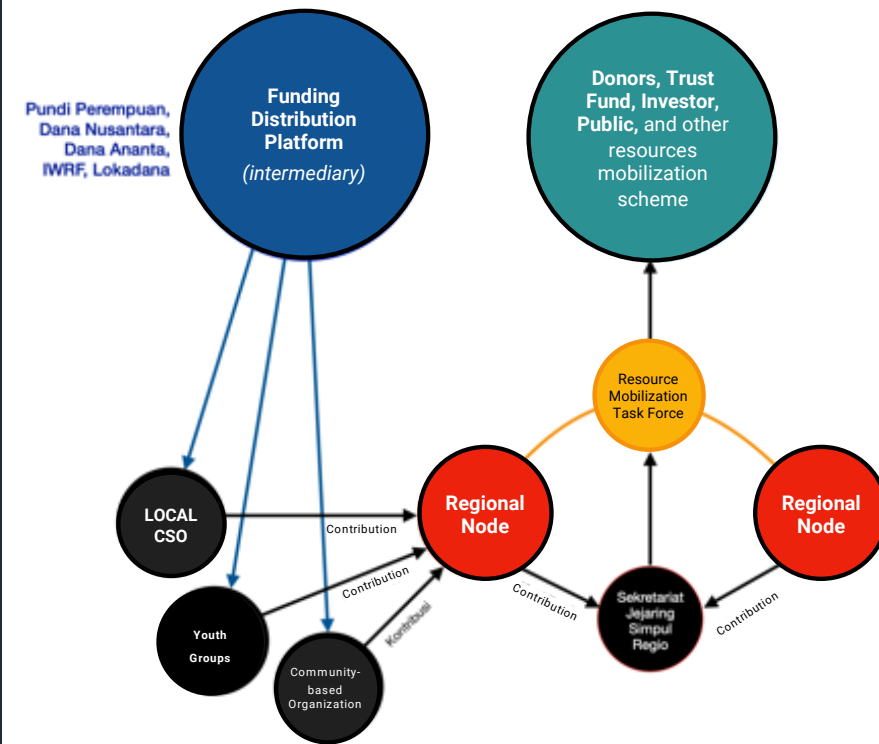 Pundi Perempuan,
Dana Nusantara,
Dana Ananta,
IWRF, Lokadana
Funding
Distribution
Platform
(intermediary)
Donors, Trust
Fund, Investor,
Public, and other
resources
mobilization
scheme
Resource
Mobilization
Task Force
LOCAL
CSO
Contribution
Regional
Node
Regional
Node
Youth
Groups
Contribution
Community-
based
Organization
Kontribusi
Contribution
Sekretariat
Jejaring
Simpul
Regio
Contribution